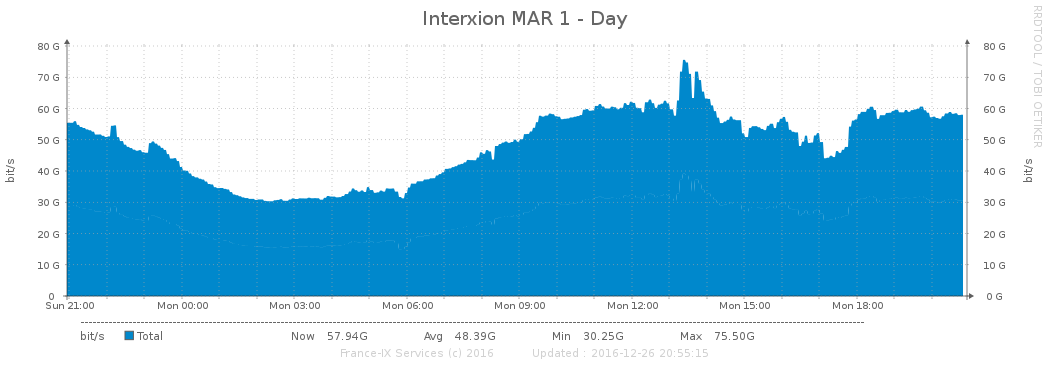 Interxion MAR 1 - Day
RRDTOOL / TOBI OETIKER
bit/s
80 G 80 G
70 G 70 G
60 G 60 G
50 G 50 G
40 G 40 G
30 G 30 G
20 G 20 G
10 G 10 G
0 0 G
bit/s
Sun 21:00 Mon 00:00 Mon 03:00 Mon 06:00 Mon 09:00 Mon 12:00 Mon 15:00 Mon 18:00
bit/s Total Now 57.94G Avg 48.39G Min 30.25G Max 75.50G
France-IX Services (c) 2016 Updated : 2016-12-26 20:55:15